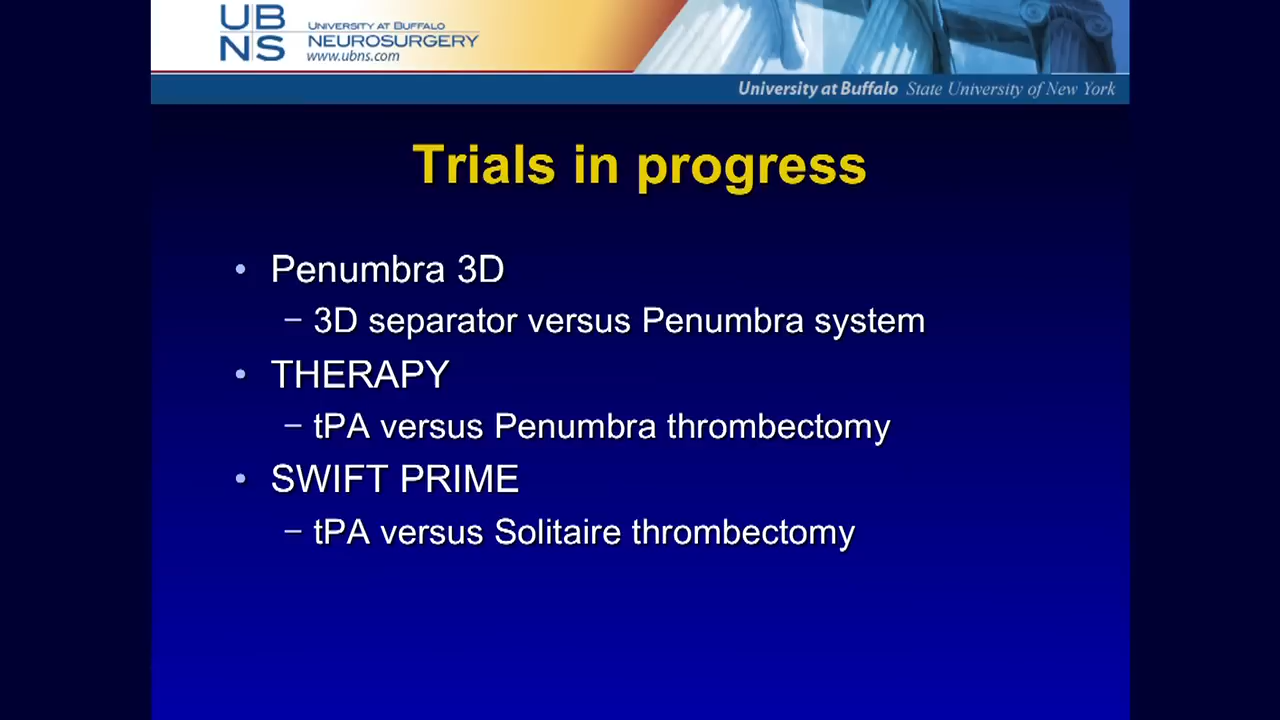 UB
NS
UNIVERSITY AT BUFFALO
NEUROSURGERY
www.ubns.com
University at Buffalo State University of New York
Trials in progress
• Penumbra 3D
– 3D separator versus Penumbra system
• THERAPY
– tPA versus Penumbra thrombectomy
• SWIFT PRIME
– tPA versus Solitaire thrombectomy